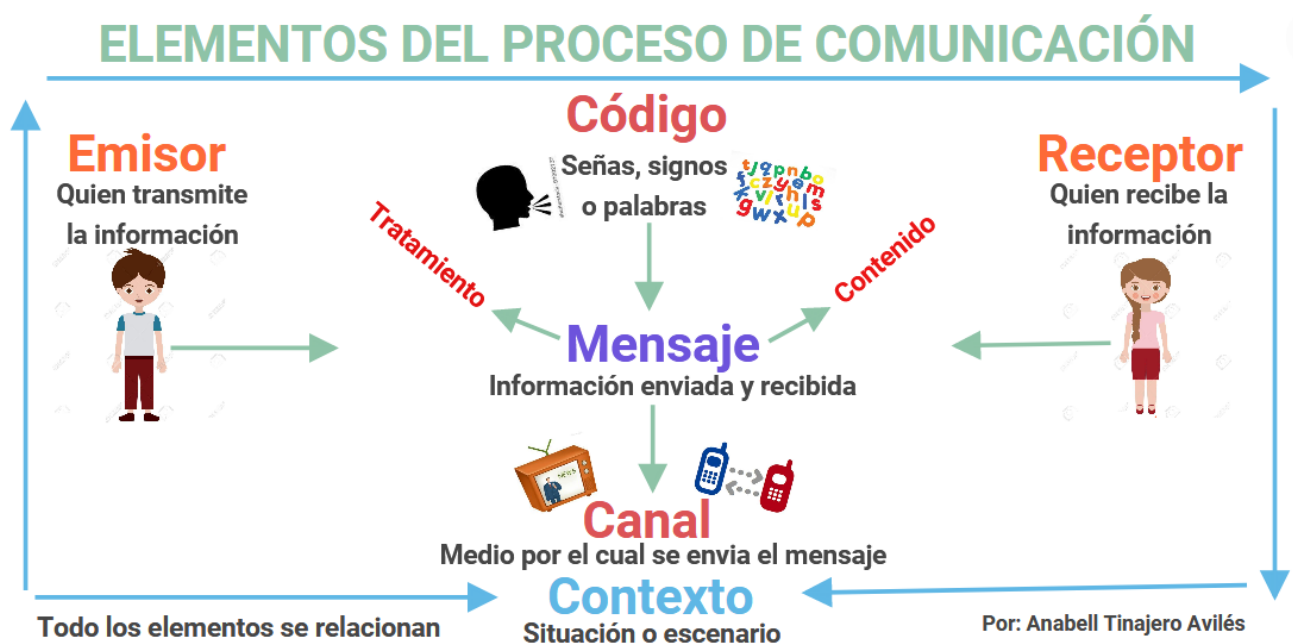 ELEMENTOS DEL PROCESO DE COMUNICACIÓN
Código
Emisor
Receptor
Señas, signos
o palabras
Quien transmite
la información
Quien recibe la
información
Tratamiento
Contenido
Mensaje
Información enviada y recibida
NEWS
Canal
Medio por el cual se envia el mensaje
Contexto
Situación o escenario
Todo los elementos se relacionan
Por: Anabell Tinajero Avilés